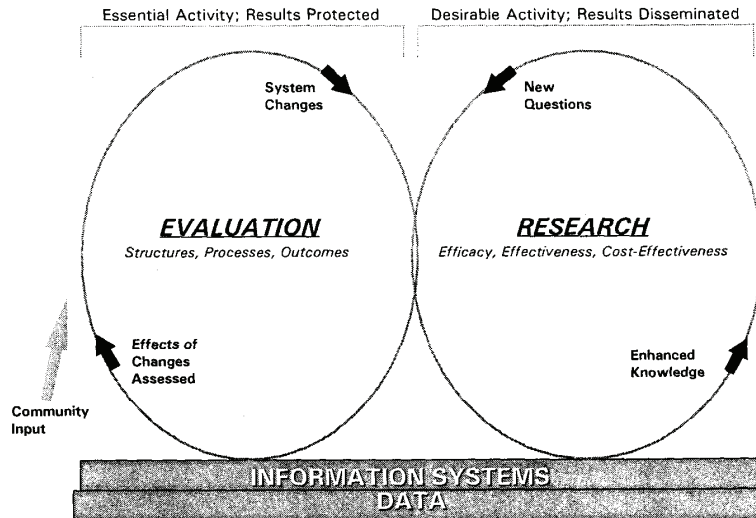 Essential Activity; Results Protected
Desirable Activity; Results Disseminated
System
Changes
New
Questions
EVALUATION
Structures, Processes, Outcomes
RESEARCH
Efficacy, Effectiveness, Cost-Effectiveness
Effects of
Changes
Assessed
Enhanced
Knowledge
Community
Input
INFORMATION SYSTEMS
DATA